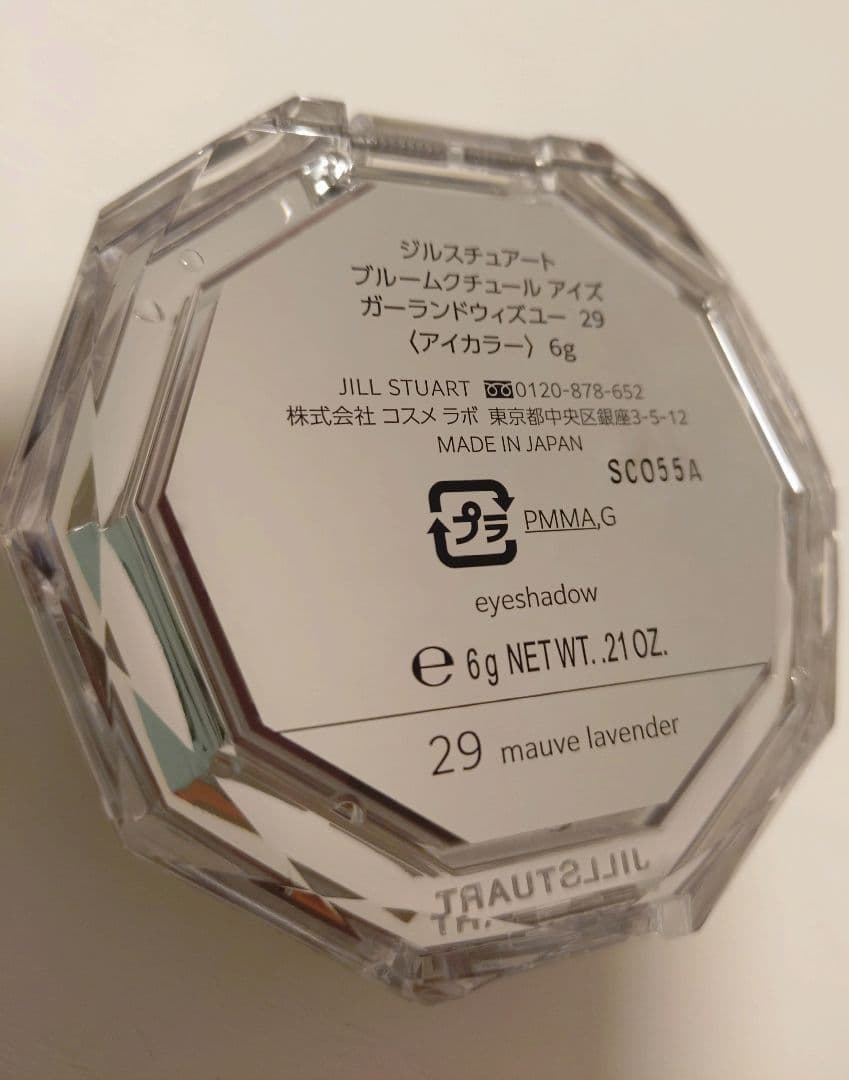 ジルスチュアート
ブルームクチュール アイズ
ガーランドウィズユー 29
〈アイカラー〉 6g
JILL STUART 0120-878-652
株式会社 コスメ ラボ 東京都中央区銀座3-5-12
MADE IN JAPAN
SC055A
プラ PMMA,G
eyeshadow
e 6g NET WT. .21 OZ.
29 mauve lavender
JILLSTUART